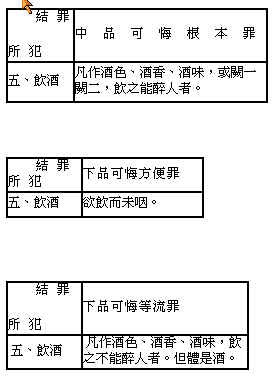 結 罪
中 品 可 悔 根 本 罪
所 犯
五、飲酒
凡作酒色、酒香、酒味，或闕一
闕二，飲之能醉人者。
結 罪
下品可悔方便罪
所 犯
五、飲酒
欲飲而未咽。
結 罪
下品可悔等流罪
所 犯
五、飲酒
凡作酒色、酒香、酒味，飲
之不能醉人者。但體是酒。